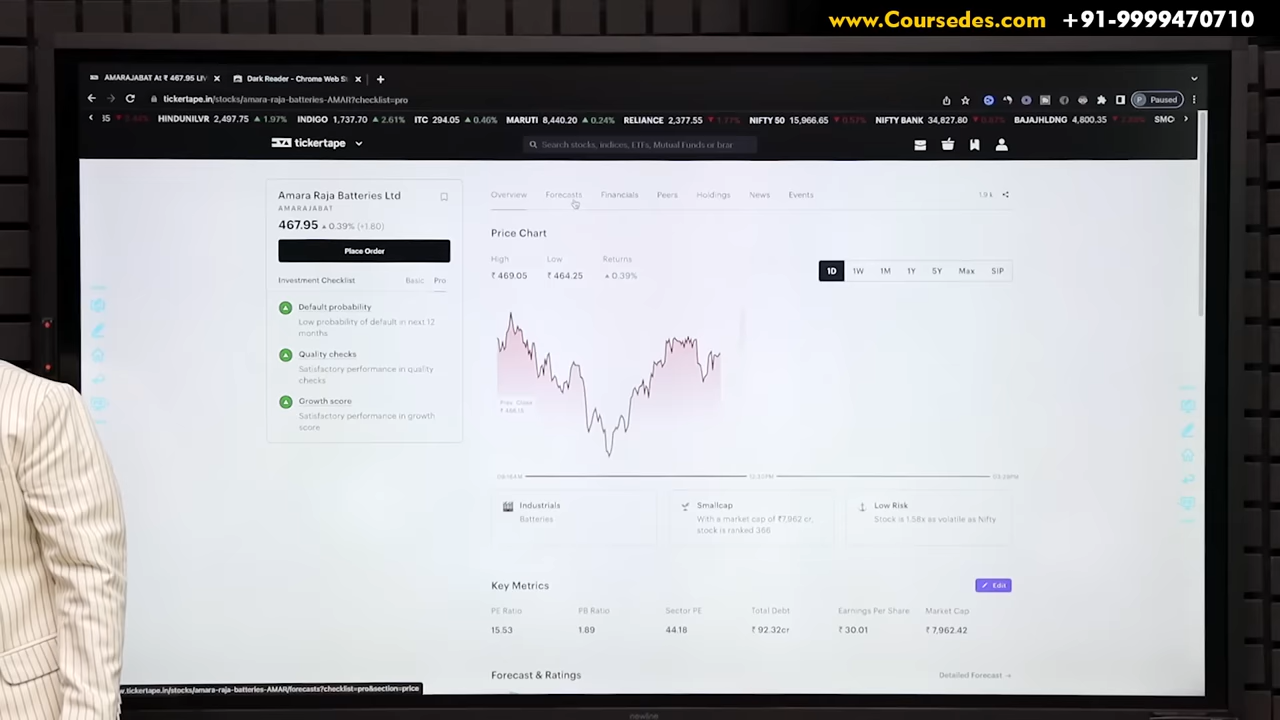 www.Coursedes.com +91-9999470710
AMARAJABAT At ₹ 467.95 LIV
Dark Reader - Chrome Web St
tickertape.in/stocks/amara-raja-batteries-AMAR?checklist=pro
Paused
HINDUNILVR 2,497.75 1.97% INDIGO 1,737.70 2.61% ITC 294.05 0.46% MARUTI 8,440.20 0.24% RELIANCE 2,377.55 1.77% NIFTY 50 15,966.65 0.57% NIFTY BANK 34,827.80 BAJAJHLDNG 4,800.35 SMC
tickertape
Search stocks, indices, ETFs, Mutual Funds or brar
Amara Raja Batteries Ltd
AMARAJABAT
467.95 0.39% (+1.80)
Place Order
Investment Checklist Basic Pro
Default probability
Low probability of default in next 12
months
Quality checks
Satisfactory performance in quality
checks
Growth score
Satisfactory performance in growth
score
Overview Forecasts Financials Peers Holdings News Events
1.9k
Price Chart
High Low Returns
₹ 469.05 ₹ 464.25 0.39%
1D 1W 1M 1Y 5Y Max SIP
Prev. Close
Industrials
Batteries
Smallcap
With a market cap of ₹7,962 cr,
stock is ranked 366
Low Risk
Stock is 1.58x as volatile as Nifty
Key Metrics
Edit
PE Ratio PB Ratio Sector PE Total Debt Earnings Per Share Market Cap
15.53 1.89 44.18 ₹ 92.32cr ₹ 30.01 ₹ 7,962.42
Forecast & Ratings
Detailed Forecast
w.tickertape.in/stocks/amara-raja-batteries-AMAR/forecasts?checklist=pro&section=price
newline